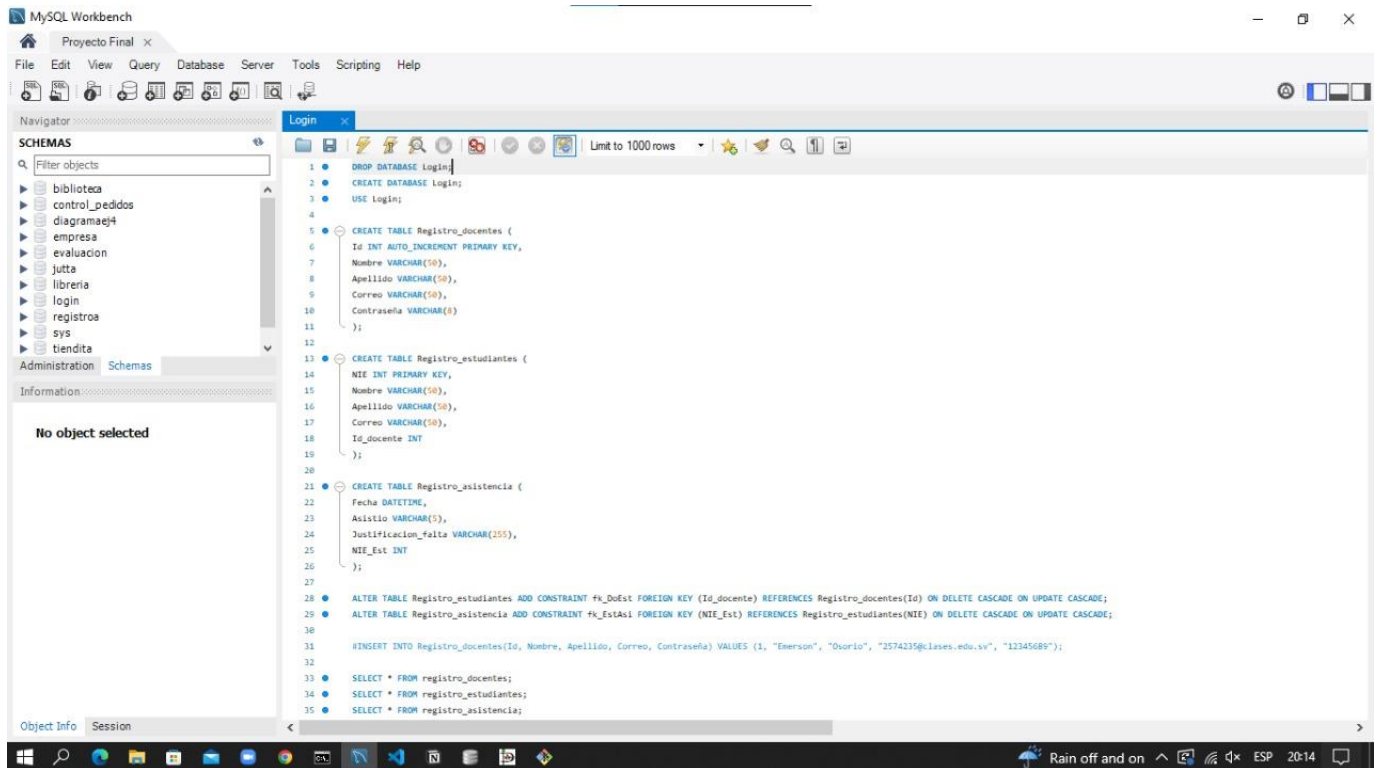 MySQL Workbench
Proyecto Final
File Edit View Query Database Server Tools Scripting Help
Navigator
SCHEMAS
Filter objects
biblioteca
control_pedidos
diagramaej4
empresa
evaluacion
jutta
libreria
login
registroa
sys
tiendita
Administration Schemas
Information
No object selected
Object Info Session
Login
Limit to 1000 rows
1 DROP DATABASE Login;
2 CREATE DATABASE Login;
3 USE Login;
4
5 CREATE TABLE Registro_docentes (
6 Id INT AUTO_INCREMENT PRIMARY KEY,
7 Nombre VARCHAR(50),
8 Apellido VARCHAR(50),
9 Correo VARCHAR(50),
10 Contraseña VARCHAR(8)
11 );
12
13 CREATE TABLE Registro_estudiantes (
14 NIE INT PRIMARY KEY,
15 Nombre VARCHAR(50),
16 Apellido VARCHAR(50),
17 Correo VARCHAR(50),
18 Id_docente INT
19 );
20
21 CREATE TABLE Registro_asistencia (
22 Fecha DATETIME,
23 Asistio VARCHAR(5),
24 Justificacion_falta VARCHAR(255),
25 NIE_Est INT
26 );
27
28 ALTER TABLE Registro_estudiantes ADD CONSTRAINT fk_DoEst FOREIGN KEY (Id_docente) REFERENCES Registro_docentes(Id) ON DELETE CASCADE ON UPDATE CASCADE;
29 ALTER TABLE Registro_asistencia ADD CONSTRAINT fk_EstAsi FOREIGN KEY (NIE_Est) REFERENCES Registro_estudiantes(NIE) ON DELETE CASCADE ON UPDATE CASCADE;
30
31 #INSERT INTO Registro_docentes(Id, Nombre, Apellido, Correo, Contraseña) VALUES (1, "Emerson", "Osorio", "2574235@clases.edu.sv", "12345689");
32
33 SELECT * FROM registro_docentes;
34 SELECT * FROM registro_estudiantes;
35 SELECT * FROM registro_asistencia;
Rain off and on ESP 20:14